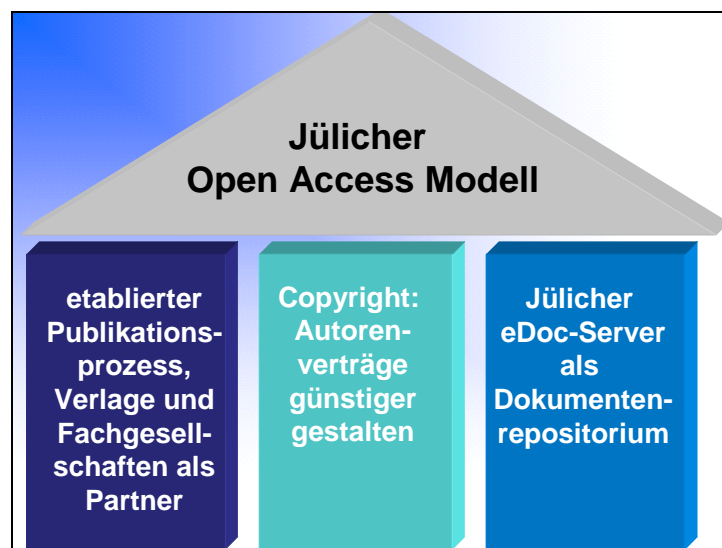 Jülicher
Open Access Modell
etablierter
Publikations-
prozess,
Verlage und
Fachgesell-
schaften als
Partner
Copyright:
Autoren-
verträge
günstiger
gestalten
Jülicher
eDoc-Server
als
Dokumenten-
repositorium